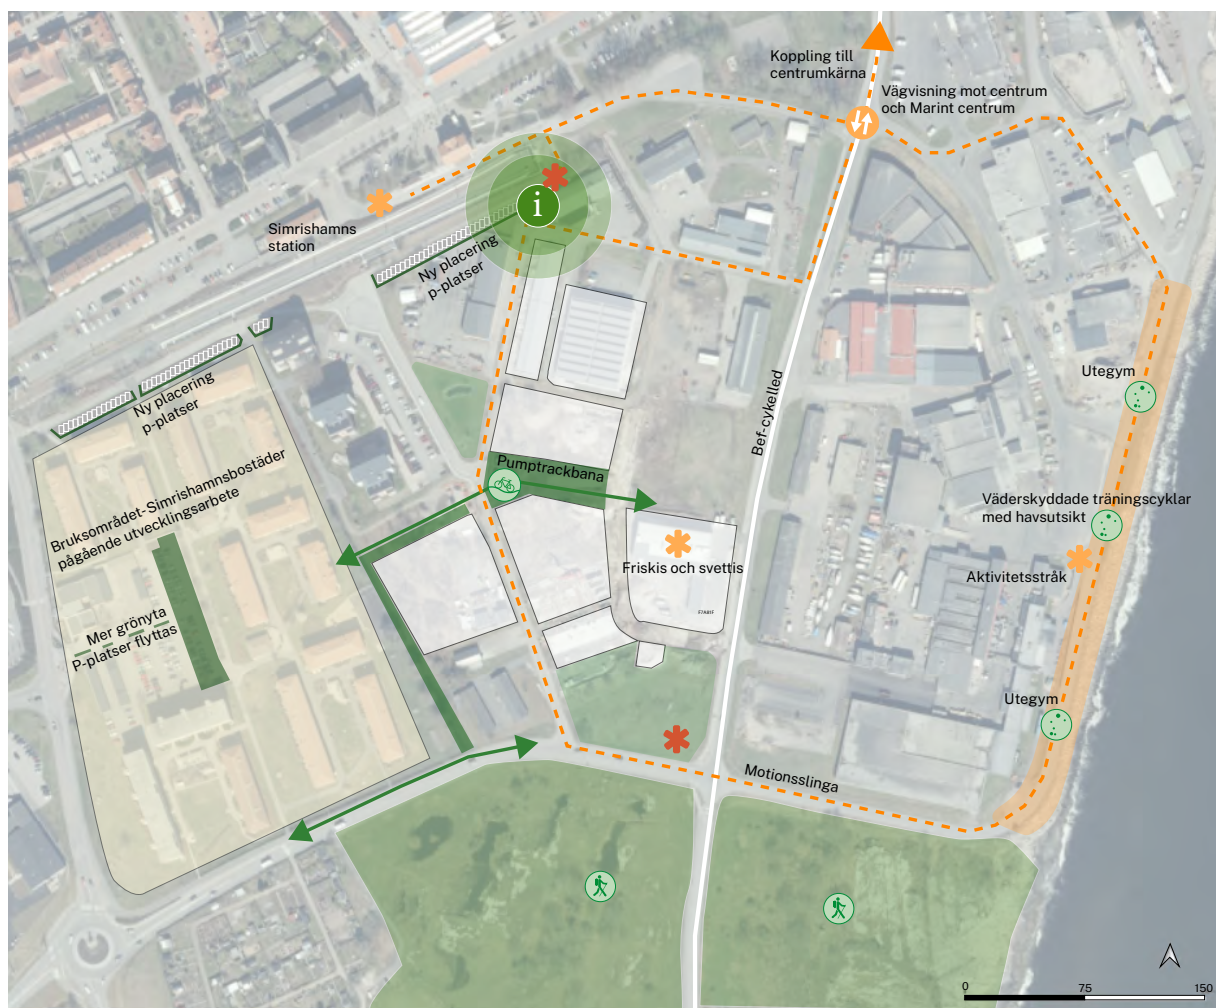 Koppling till
centrumkärna
Vägvisning mot centrum
och Marint centrum
i
Simrishamns
station
Ny placering
p-platser
Ny placering
p-platser
Utegym
Bef-cykelled
Pumptrackbana
Bruksområdet-Simrishamnsbostäder
pågående utvecklingsarbete
Väderskyddade träningscyklar
med havsutsikt
Friskis och svettis
Aktivitetsstråk
Mer grönyta
P-platser flyttas
Utegym
Motionsslinga
0 75 150